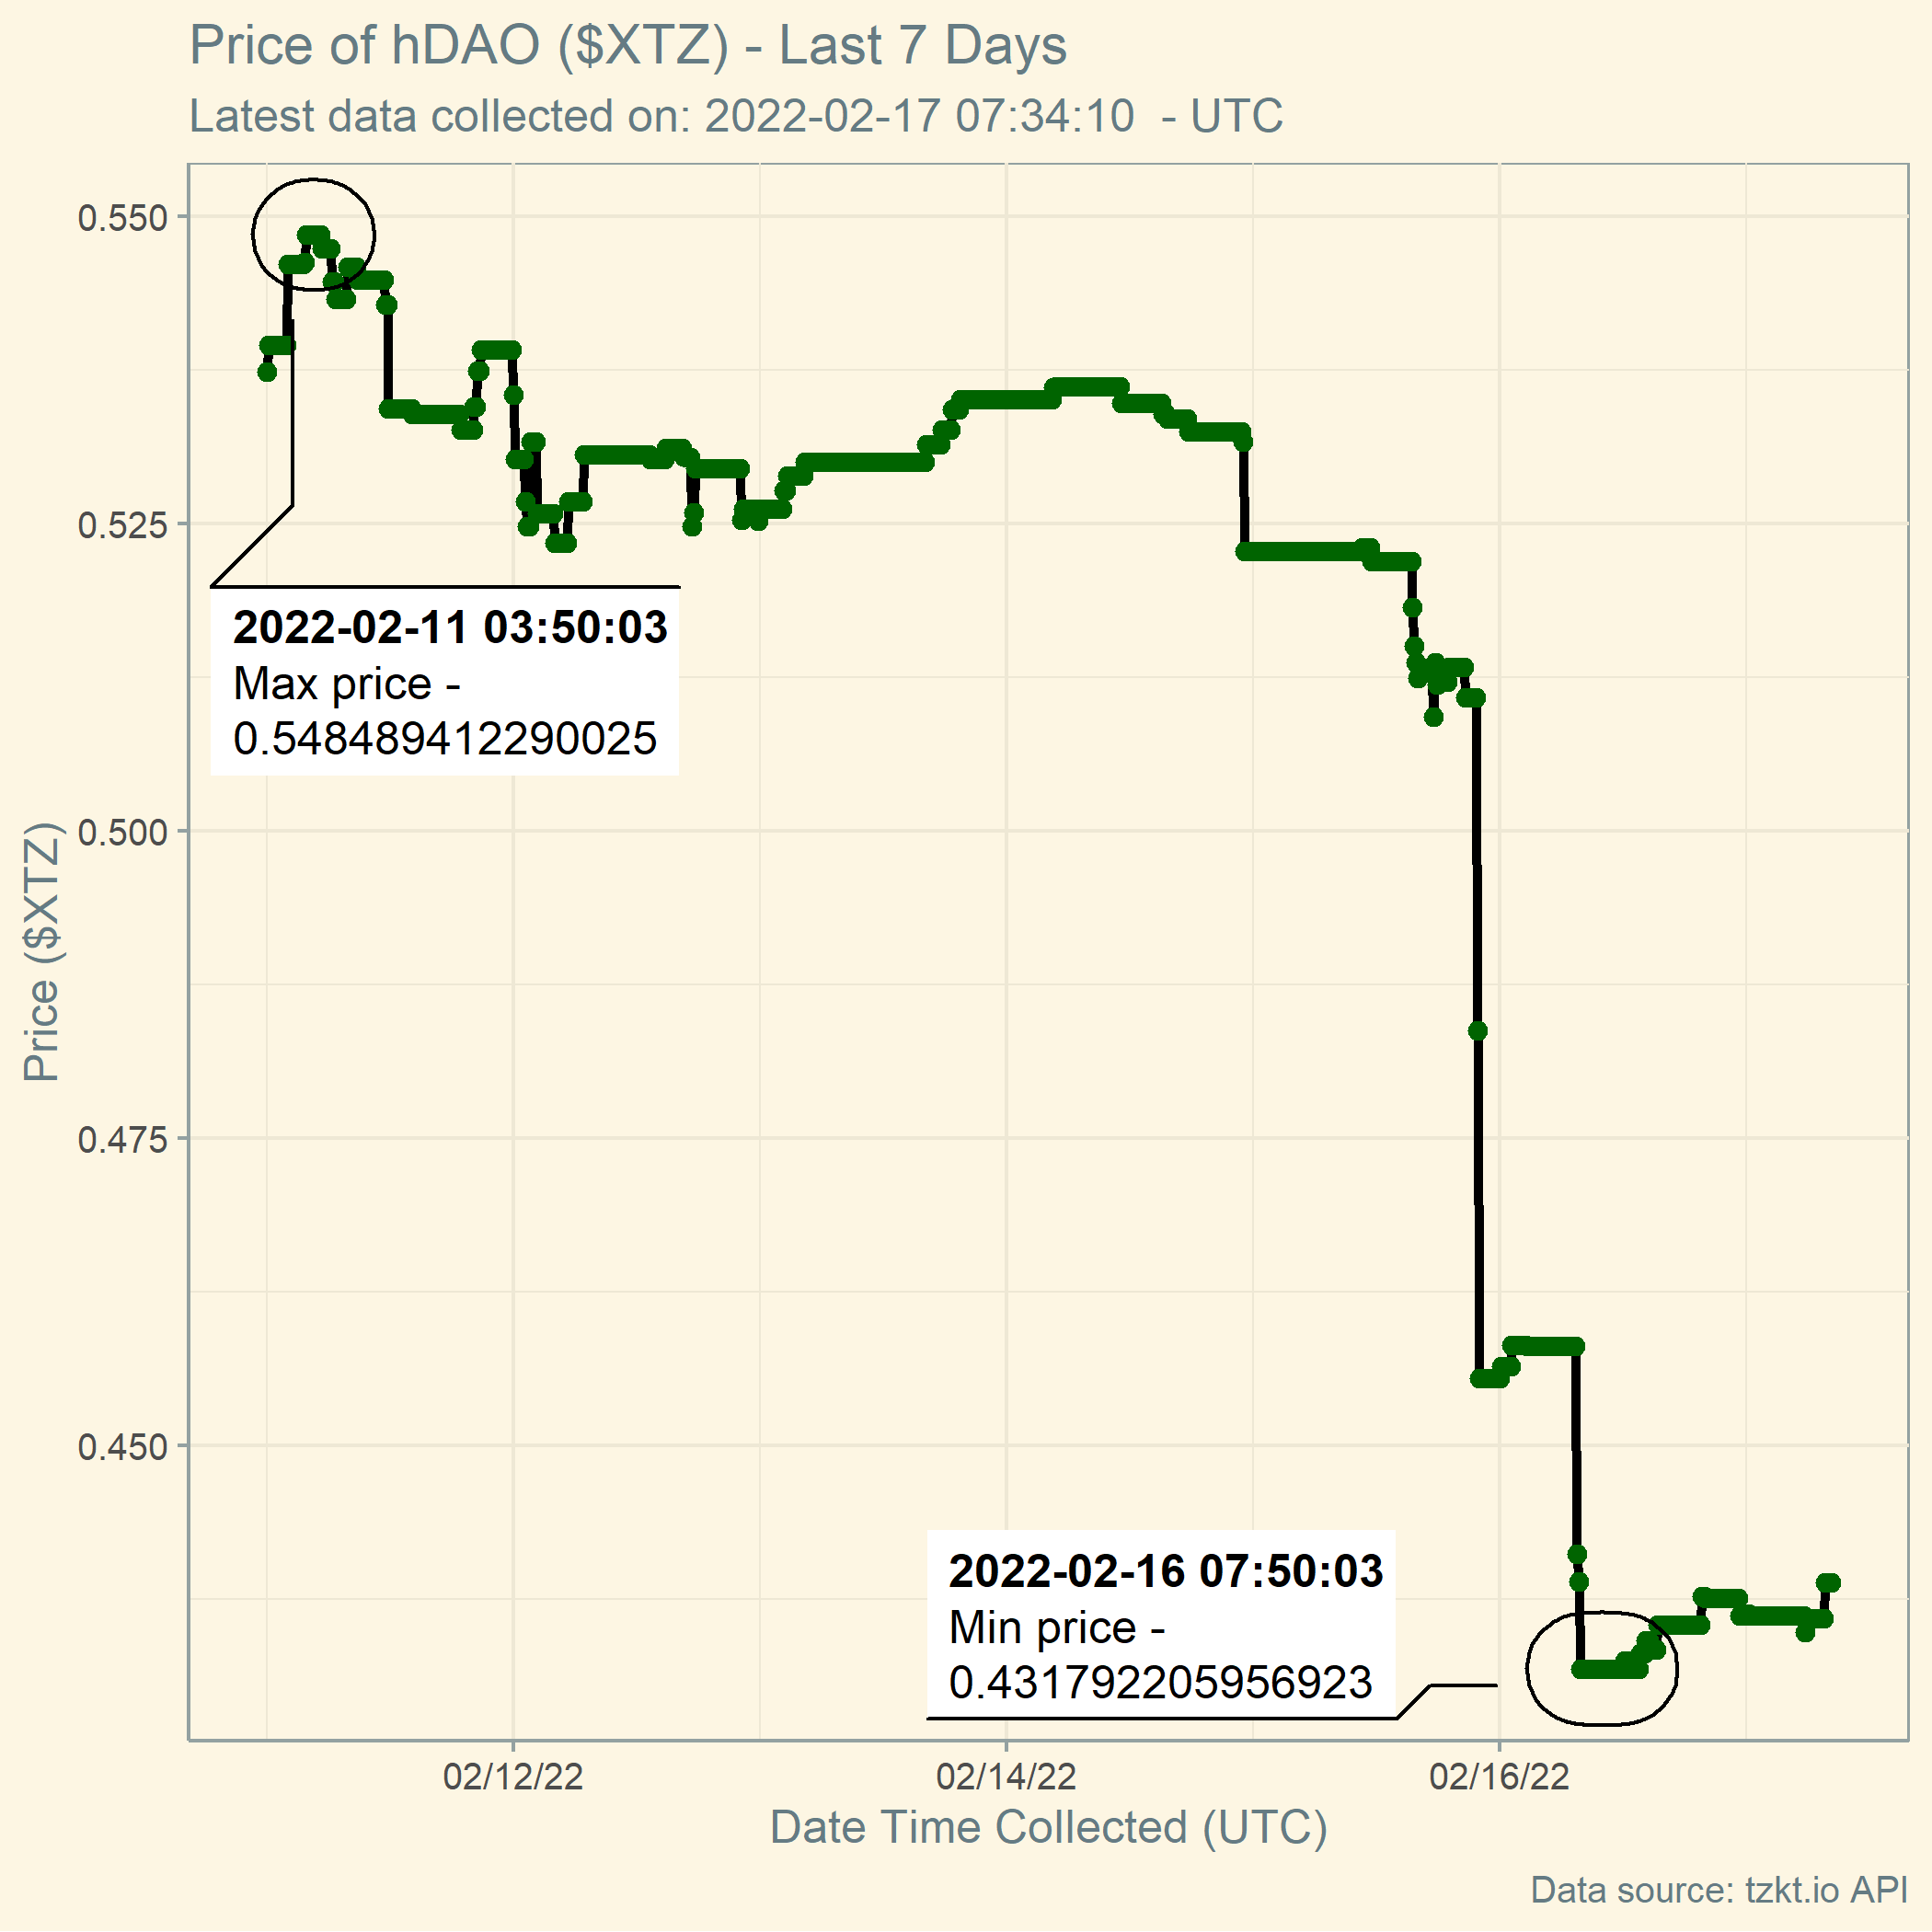 Price of hDAO ($XTZ) - Last 7 Days
Latest data collected on: 2022-02-17 07:34:10  - UTC
Price ($XTZ)
0.550
0.525
0.500
0.475
0.450
2022-02-11 03:50:03
Max price -
0.548489412290025
2022-02-16 07:50:03
Min price -
0.431792205956923
02/12/22
02/14/22
02/16/22
Date Time Collected (UTC)
Data source: tzkt.io API